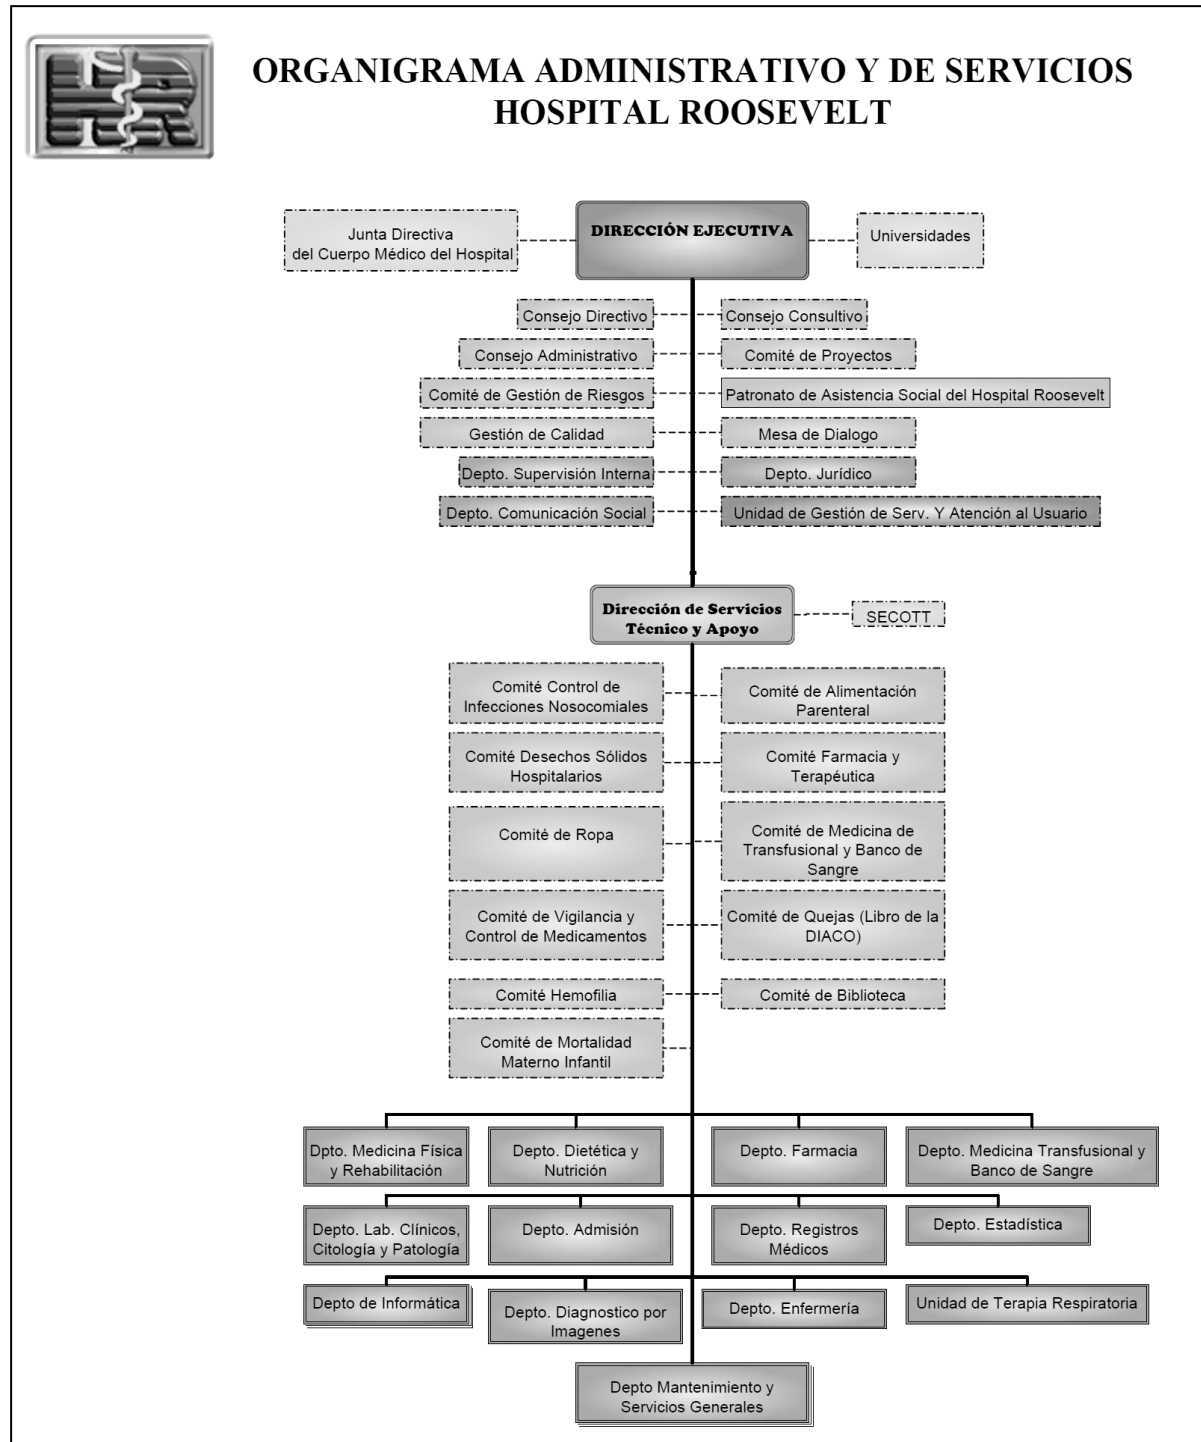 HR
ORGANIGRAMA ADMINISTRATIVO Y DE SERVICIOS
HOSPITAL ROOSEVELT
Junta Directiva
del Cuerpo Médico del Hospital
DIRECCIÓN EJECUTIVA
Universidades
Consejo Directivo
Consejo Consultivo
Consejo Administrativo
Comité de Proyectos
Comité de Gestión de Riesgos
Patronato de Asistencia Social del Hospital Roosevelt
Gestión de Calidad
Mesa de Dialogo
Depto. Supervisión Interna
Depto. Jurídico
Depto. Comunicación Social
Unidad de Gestión de Serv. Y Atención al Usuario
Dirección de Servicios
Técnico y Apoyo
SECOTT
Comité Control de
Infecciones Nosocomiales
Comité de Alimentación
Parenteral
Comité Desechos Sólidos
Hospitalarios
Comité Farmacia y
Terapéutica
Comité de Ropa
Comité de Medicina de
Transfusional y Banco de
Sangre
Comité de Vigilancia y
Control de Medicamentos
Comité de Quejas (Libro de la
DIACO)
Comité Hemofilia
Comité de Biblioteca
Comité de Mortalidad
Materno Infantil
Dpto. Medicina Física
y Rehabilitación
Depto. Dietética y
Nutrición
Depto. Farmacia
Depto. Medicina Transfusional y
Banco de Sangre
Depto. Lab. Clínicos,
Citología y Patología
Depto. Admisión
Depto. Registros
Médicos
Depto. Estadística
Depto de Informática
Depto. Diagnostico por
Imagenes
Depto. Enfermería
Unidad de Terapia Respiratoria
Depto Mantenimiento y
Servicios Generales